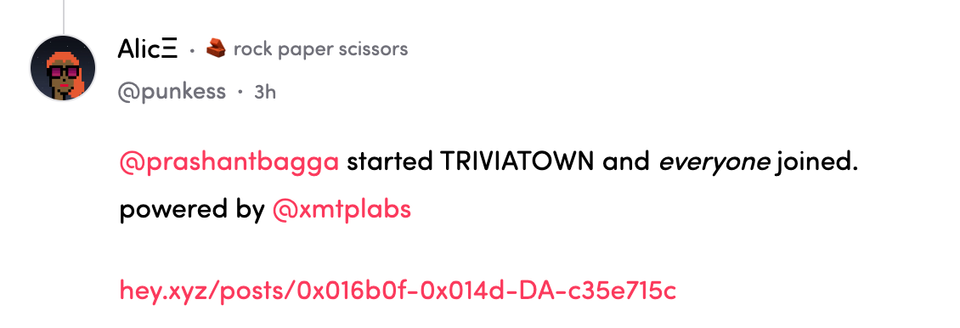 AlicΞ · rock paper scissors
@punkess · 3h
@prashantbagga started TRIVIATOWN and everyone joined.
powered by @xmtplabs
hey.xyz/posts/0x016b0f-0x014d-DA-c35e715c